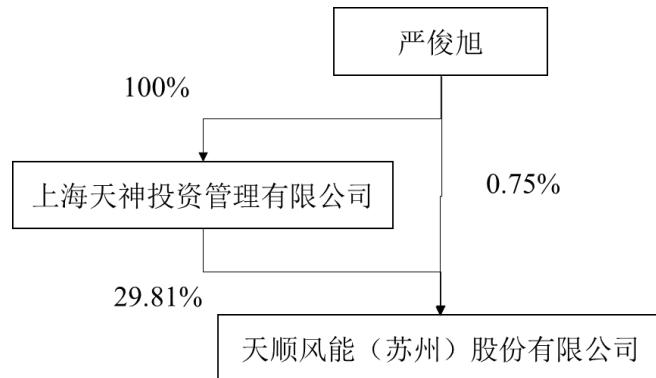 严俊旭
100%
上海天神投资管理有限公司
0.75%
29.81%
天顺风能（苏州）股份有限公司